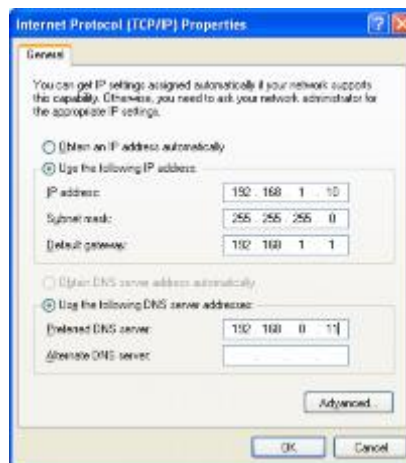 Internet Protocol (TCP/IP) Properties
General
You can get IP settings assigned automatically if your network supports
this capability. Otherwise, you need to ask your network administrator for
the appropriate IP settings.
Obtain an IP address automatically
Use the following IP address:
IP address: 192 . 168 . 1 . 10
Subnet mask: 255 . 255 . 255 . 0
Default gateway: 192 . 168 . 1 . 1
Obtain DNS server address automatically
Use the following DNS server addresses:
Preferred DNS server: 192 . 168 . 0 . 11
Alternate DNS server: . . .
Advanced...
OK Cancel